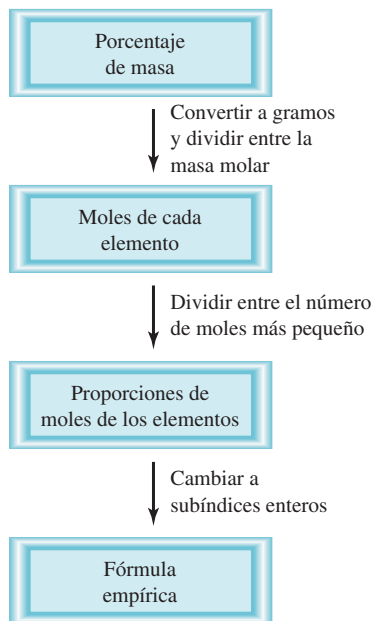 Porcentaje
de masa
Convertir a gramos
y dividir entre la
masa molar
Moles de cada
elemento
Dividir entre el número
de moles más pequeño
Proporciones de
moles de los elementos
Cambiar a
subíndices enteros
Fórmula
empírica